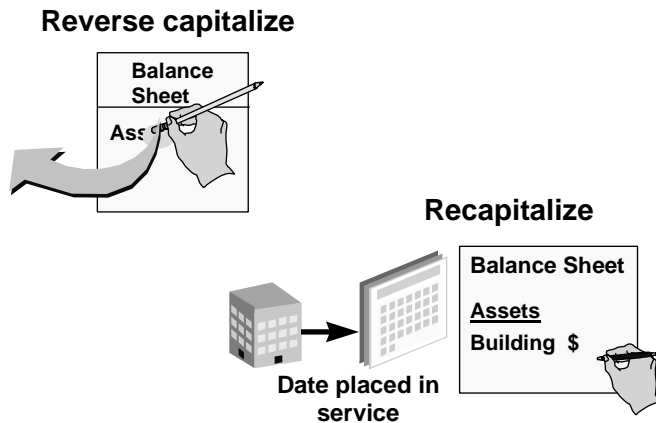 Reverse capitalize
Balance
Sheet
Recapitalize
Balance Sheet
Assets
Building $
Date placed in
service